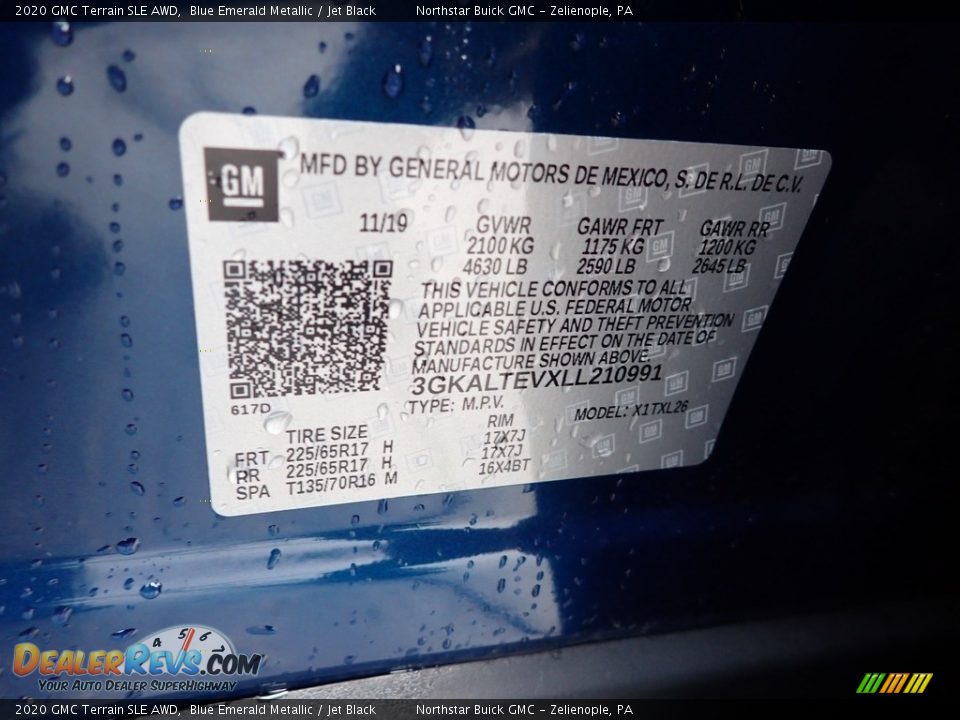 2020 GMC Terrain SLE AWD, Blue Emerald Metallic / Jet Black Northstar Buick GMC - Zelienople, PA
GM MFD BY GENERAL MOTORS DE MEXICO, S. DE R.L. DE C.V.
11/19 GVWR GAWR FRT GAWR RR
2100 KG 1175 KG 1200 KG
4630 LB 2590 LB 2645 LB
THIS VEHICLE CONFORMS TO ALL
APPLICABLE U.S. FEDERAL MOTOR
VEHICLE SAFETY AND THEFT PREVENTION
STANDARDS IN EFFECT ON THE DATE OF
MANUFACTURE SHOWN ABOVE.
3GKALTEVXLL210991
617D TYPE: M.P.V. MODEL: X1TXL26
TIRE SIZE RIM
FRT 225/65R17 H 17X7J
RR 225/65R17 H 17X7J
SPA T135/70R16 M 16X4BT
4 5 6
DealerRevs.com
Your Auto Dealer SuperHighway
2020 GMC Terrain SLE AWD, Blue Emerald Metallic / Jet Black Northstar Buick GMC - Zelienople, PA